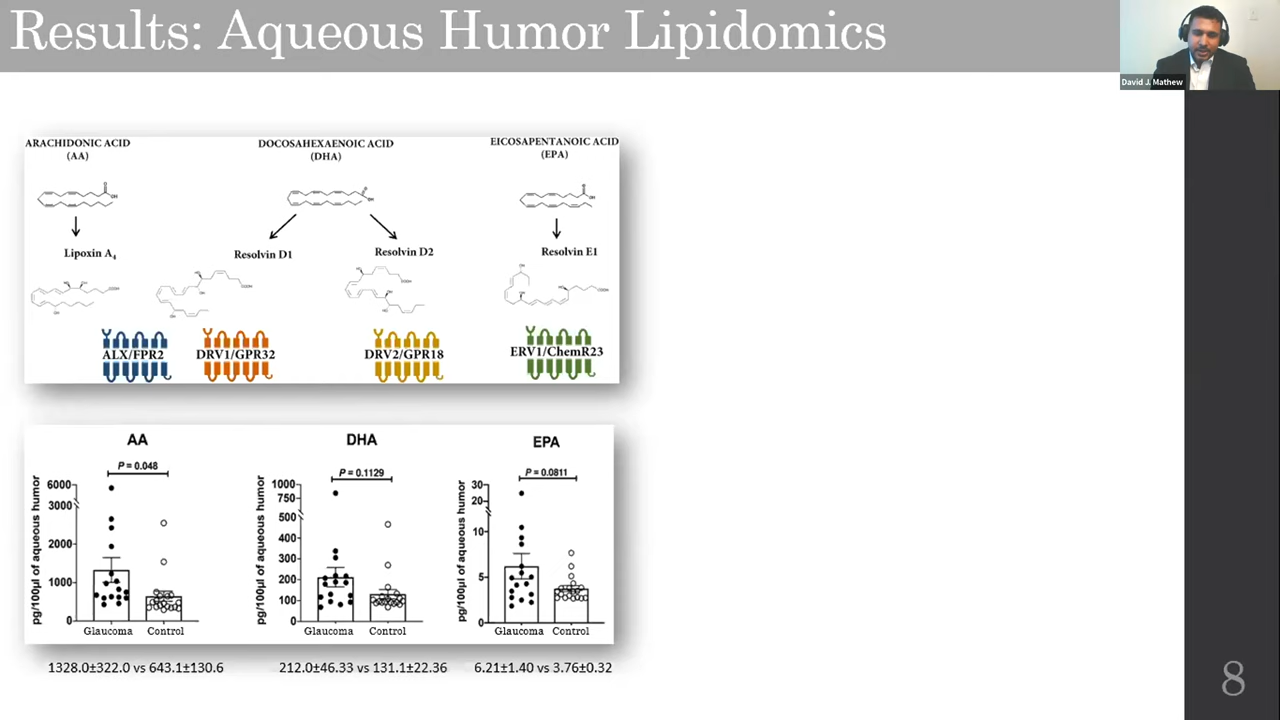 Results: Aqueous Humor Lipidomics
David J. Mathew
ARACHIDONIC ACID
(AA)
DOCOSAHEXAENOIC ACID
(DHA)
EICOSAPENTANOIC ACID
(EPA)
Lipoxin A4
Resolvin D1
Resolvin D2
Resolvin E1
ALX/FPR2
DRV1/GPR32
DRV2/GPR18
ERV1/ChemR23
AA
P = 0.048
pg/100µl of aqueous humor
6000
3000
2000
1000
0
Glaucoma
Control
DHA
P = 0.1129
pg/100µl of aqueous humor
1000
750
500
400
300
200
100
0
Glaucoma
Control
EPA
P = 0.0811
pg/100µl of aqueous humor
30
20
10
5
0
Glaucoma
Control
1328.0±322.0 vs 643.1±130.6
212.0±46.33 vs 131.1±22.36
6.21±1.40 vs 3.76±0.32
8